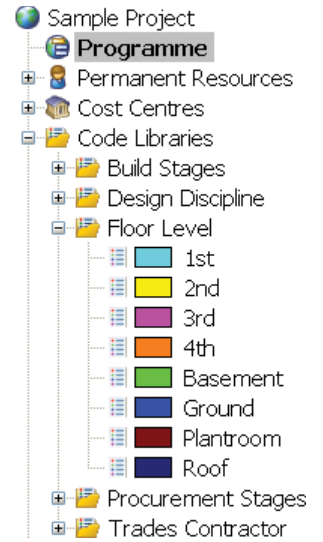 Sample Project
Programme
Permanent Resources
Cost Centres
Code Libraries
Build Stages
Design Discipline
Floor Level
1st
2nd
3rd
4th
Basement
Ground
Plantroom
Roof
Procurement Stages
Trades Contractor